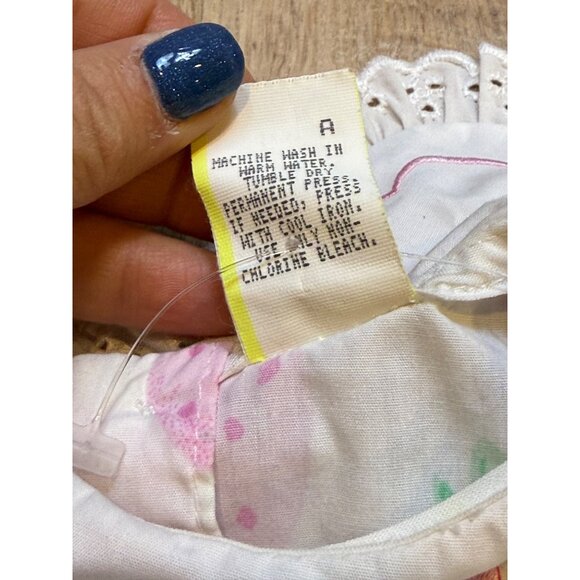 A
MACHINE WASH IN
WARM WATER.
TUMBLE DRY
PERMANENT PRESS.
IF NEEDED, PRESS
WITH COOL IRON.
USE ONLY NON-
CHLORINE BLEACH.